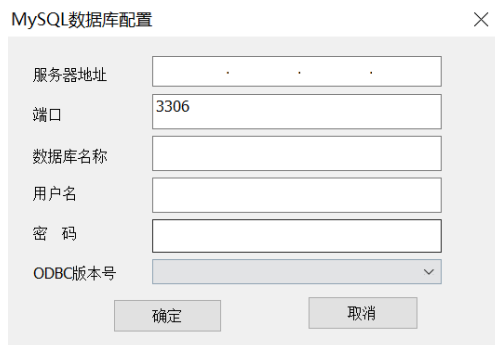 MySQL数据库配置
服务器地址 . . .
端口 3306
数据库名称
用户名
密 码
ODBC版本号
确定 取消